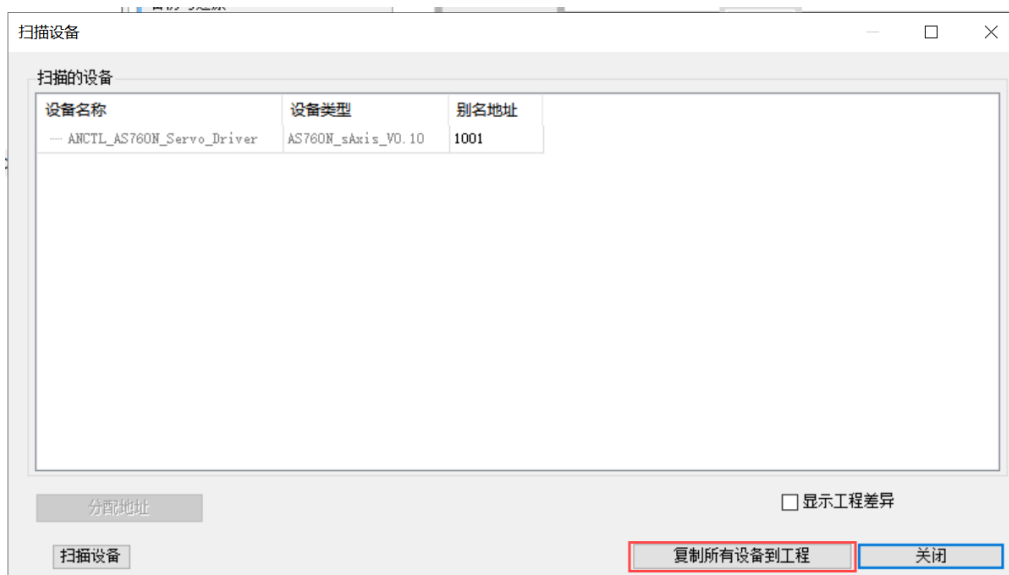 扫描设备
扫描的设备
设备名称 设备类型 别名地址
ANCTL_AS760N_Servo_Driver AS760N_sAxis_V0.10 1001
分配地址
显示工程差异
扫描设备 复制所有设备到工程 关闭